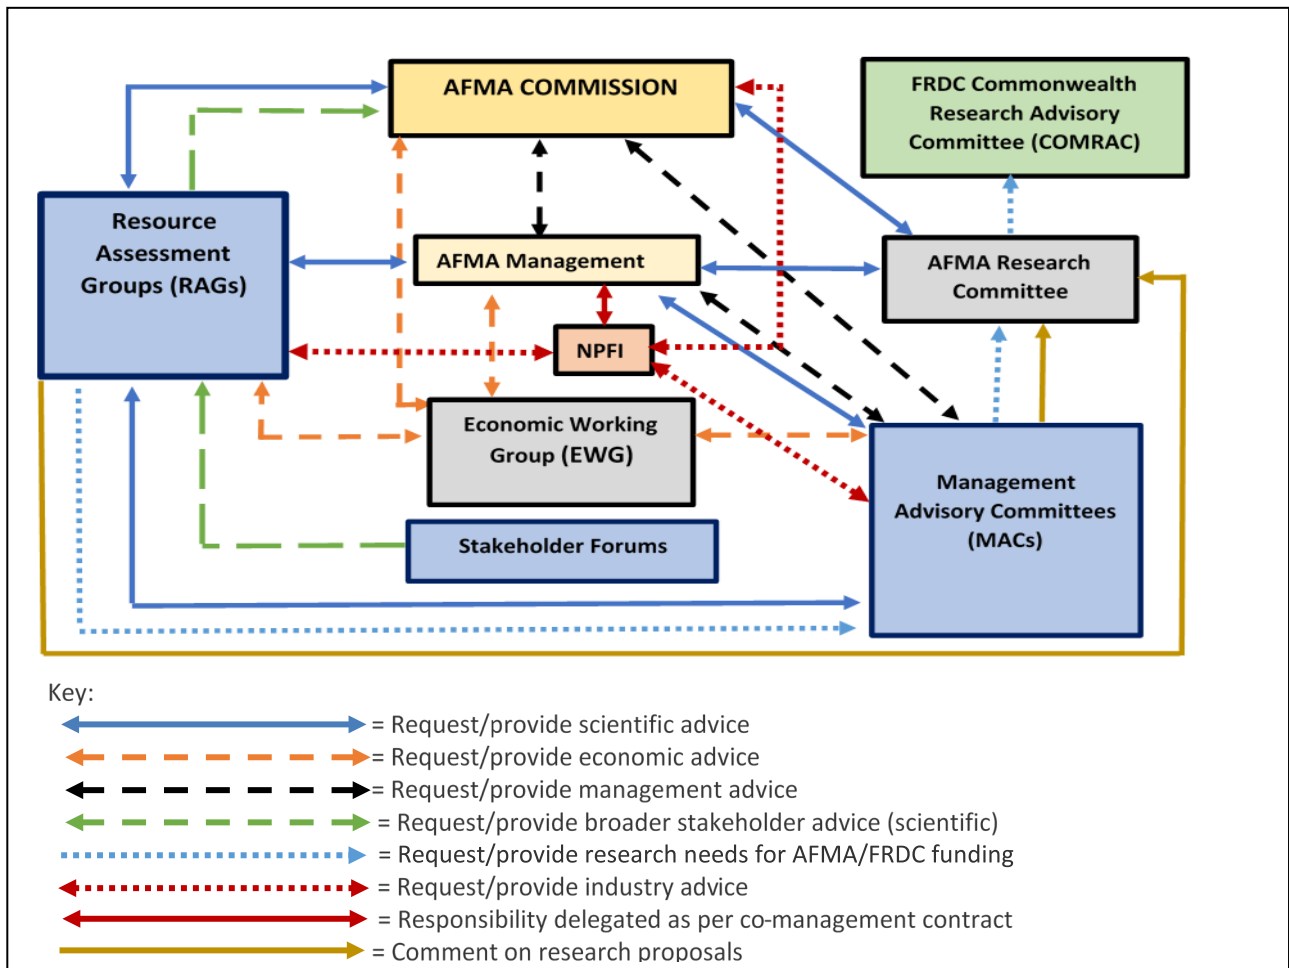 AFMA COMMISSION
FRDC Commonwealth
Research Advisory
Committee (COMRAC)
Resource
Assessment
Groups (RAGs)
AFMA Management
AFMA Research
Committee
NPFI
Economic Working
Group (EWG)
Management
Advisory Committees
(MACs)
Stakeholder Forums
Key:
= Request/provide scientific advice
= Request/provide economic advice
= Request/provide management advice
= Request/provide broader stakeholder advice (scientific)
= Request/provide research needs for AFMA/FRDC funding
= Request/provide industry advice
= Responsibility delegated as per co-management contract
= Comment on research proposals